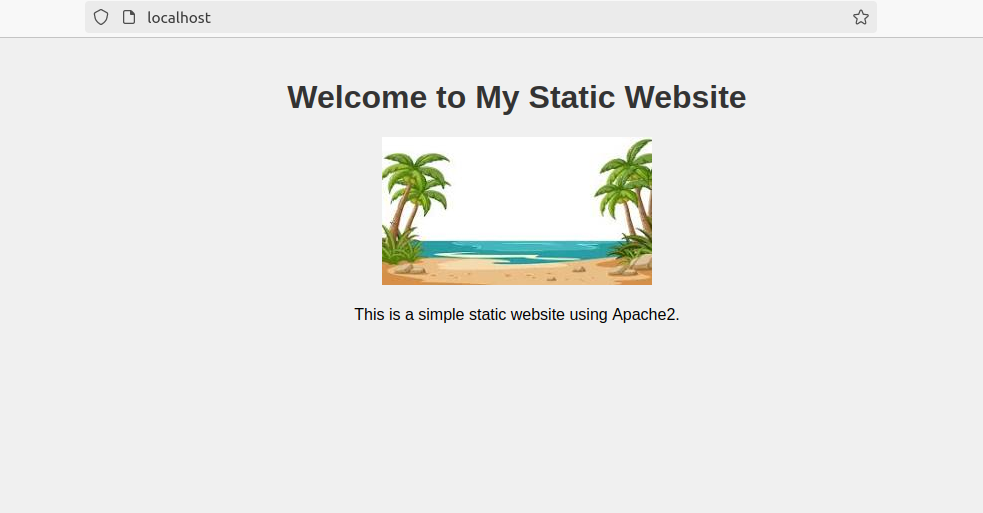 localhost
Welcome to My Static Website
This is a simple static website using Apache2.